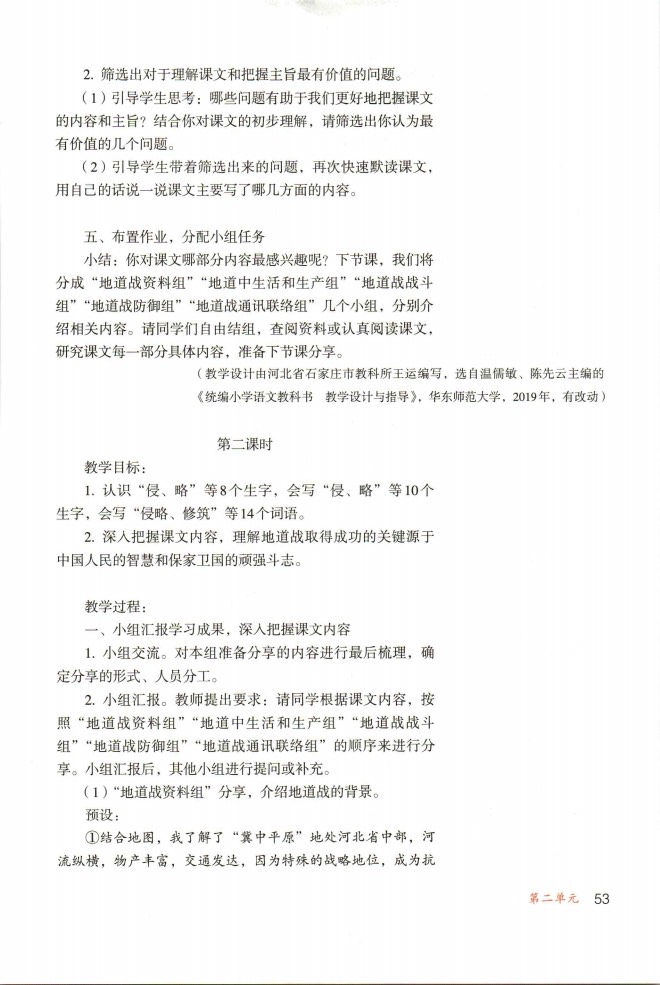 2. 筛选出对于理解课文和把握主旨最有价值的问题。
（1）引导学生思考：哪些问题有助于我们更好地把握课文
的内容和主旨？结合你对课文的初步理解，请筛选出你认为最
有价值的几个问题。
（2）引导学生带着筛选出来的问题，再次快速默读课文，
用自己的话说一说课文主要写了哪几方面的内容。
五、布置作业，分配小组任务
小结：你对课文哪部分内容最感兴趣呢？下节课，我们将
分成“地道战资料组”“地道中生活和生产组”“地道战战斗
组”“地道战防御组”“地道战通讯联络组”几个小组，分别介
绍相关内容。请同学们自由结组，查阅资料或认真阅读课文，
研究课文每一部分具体内容，准备下节课分享。
（教学设计由河北省石家庄市教科所王运编写，选自温儒敏、陈先云主编的
《统编小学语文教科书　教学设计与指导》，华东师范大学，2019年，有改动）
第二课时
教学目标：
1. 认识“侵、略”等8个生字，会写“侵、略”等10个
生字，会写“侵略、修筑”等14个词语。
2. 深入把握课文内容，理解地道战取得成功的关键源于
中国人民的智慧和保家卫国的顽强斗志。
教学过程：
一、小组汇报学习成果，深入把握课文内容
1. 小组交流。对本组准备分享的内容进行最后梳理，确
定分享的形式、人员分工。
2. 小组汇报。教师提出要求：请同学根据课文内容，按
照“地道战资料组”“地道中生活和生产组”“地道战战斗
组”“地道战防御组”“地道战通讯联络组”的顺序来进行分
享。小组汇报后，其他小组进行提问或补充。
（1）“地道战资料组”分享，介绍地道战的背景。
预设：
①结合地图，我了解了“冀中平原”地处河北省中部，河
流纵横，物产丰富，交通发达，因为特殊的战略地位，成为抗
第二单元 53